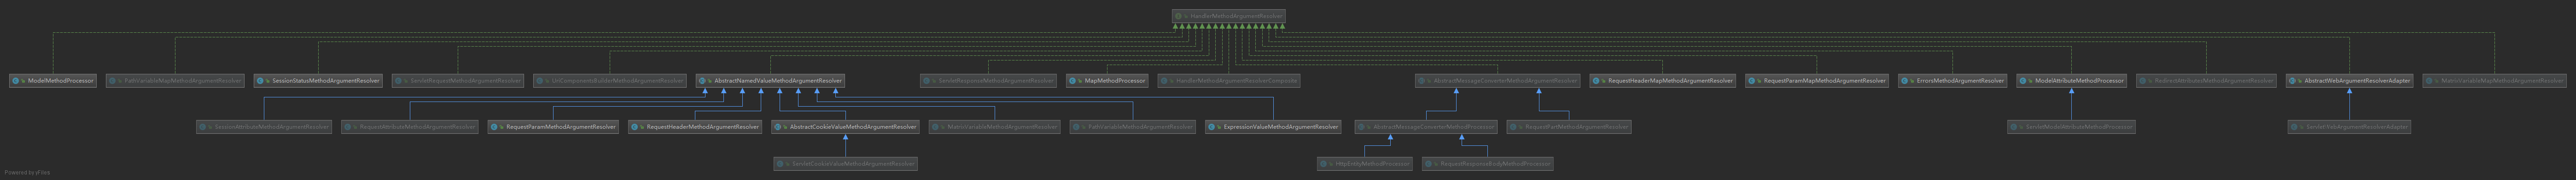 HandlerMethodArgumentResolver
ModelMethodProcessor
PathVariableMapMethodArgumentResolver
SessionStatusMethodArgumentResolver
ServletRequestMethodArgumentResolver
UriComponentsBuilderMethodArgumentResolver
AbstractNamedValueMethodArgumentResolver
ServletResponseMethodArgumentResolver
MapMethodProcessor
HandlerMethodArgumentResolverComposite
AbstractMessageConverterMethodArgumentResolver
RequestHeaderMapMethodArgumentResolver
RequestParamMapMethodArgumentResolver
ErrorsMethodArgumentResolver
ModelAttributeMethodProcessor
RedirectAttributesMethodArgumentResolver
AbstractWebArgumentResolverAdapter
MatrixVariableMapMethodArgumentResolver
SessionAttributeMethodArgumentResolver
RequestAttributeMethodArgumentResolver
RequestParamMethodArgumentResolver
RequestHeaderMethodArgumentResolver
AbstractCookieValueMethodArgumentResolver
MatrixVariableMethodArgumentResolver
PathVariableMethodArgumentResolver
ExpressionValueMethodArgumentResolver
AbstractMessageConverterMethodProcessor
RequestPartMethodArgumentResolver
ServletModelAttributeMethodProcessor
ServletWebArgumentResolverAdapter
ServletCookieValueMethodArgumentResolver
HttpEntityMethodProcessor
RequestResponseBodyMethodProcessor
Powered by yFiles